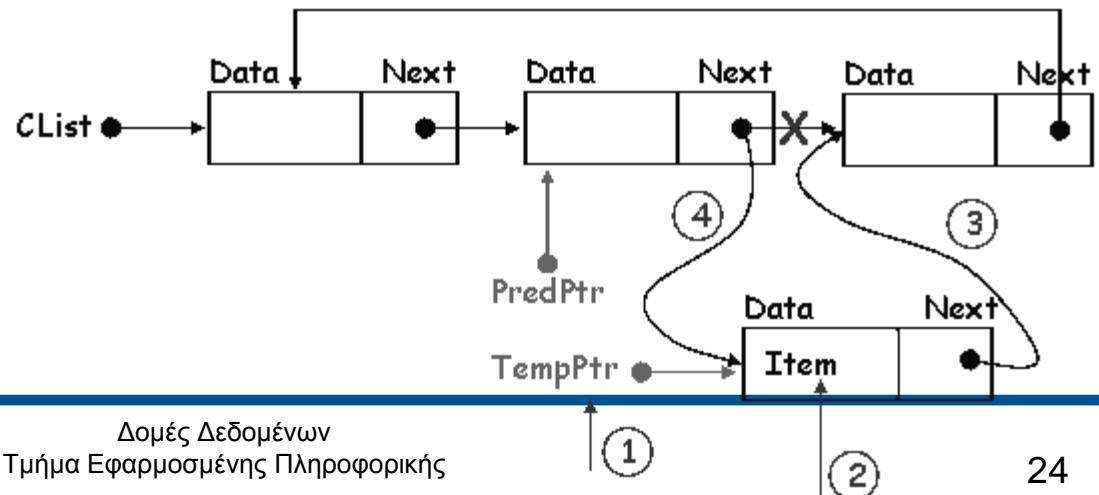 Data Next Data Next Data Next
CList
X
4 3
PredPtr
Data Next
TempPtr Item
Δομές Δεδομένων
Τμήμα Εφαρμοσμένης Πληροφορικής
1
2
24